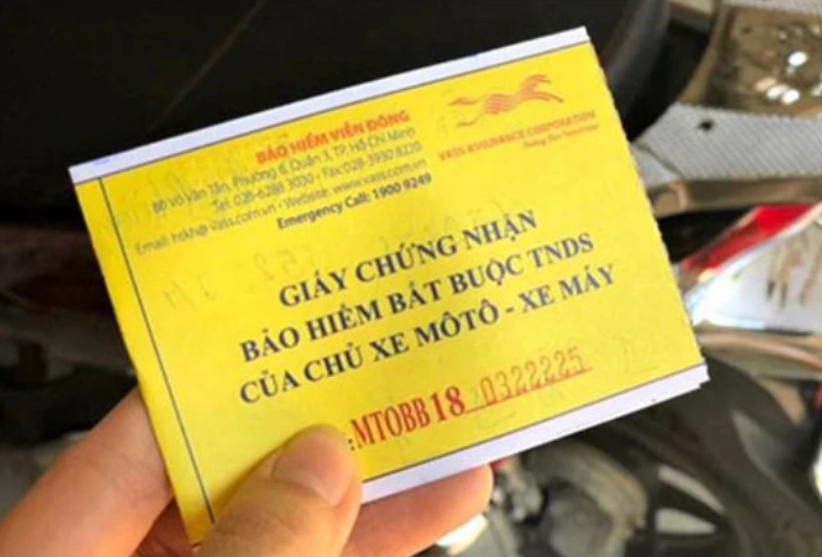 BẢO HIỂM VIỄN ĐÔNG
80 Võ Văn Tần, Phường 6, Quận 3, TP. Hồ Chí Minh
Tel: 028-6288 3030 - Fax:028-3930 8220
Email: htkh@vass.com.vn - Website: www.vass.com.vn
Emergency Call: 1900 9249
VASS ASSURANCE CORPORATION
GIẤY CHỨNG NHẬN
BẢO HIỂM BẮT BUỘC TNDS
CỦA CHỦ XE MÔTÔ - XE MÁY
:MTOBB18 0322225